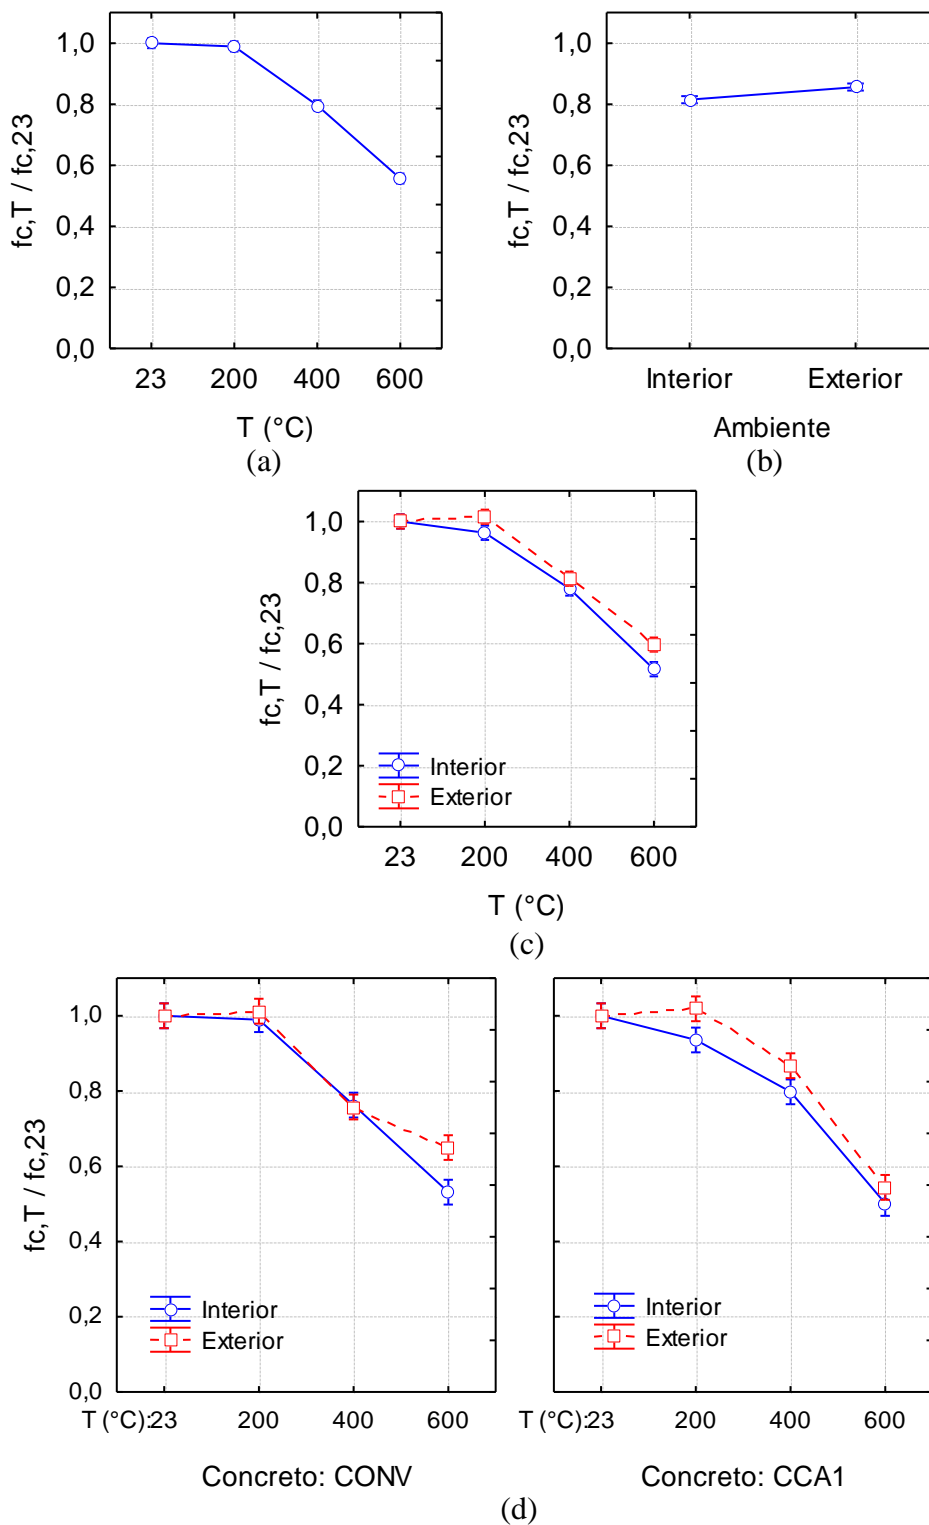 fc,T / fc,23
1,0
0,8
0,6
0,4
0,2
0,0
23 200 400 600
T (°C)
(a)
fc,T / fc,23
1,0
0,8
0,6
0,4
0,2
0,0
Interior Exterior
Ambiente
(b)
fc,T / fc,23
1,0
0,8
0,6
0,4
0,2
0,0
Interior
Exterior
23 200 400 600
T (°C)
(c)
fc,T / fc,23
1,0
0,8
0,6
0,4
0,2
0,0
Interior
Exterior
T (°C): 23 200 400 600
Concreto: CONV
Interior
Exterior
T (°C): 23 200 400 600
Concreto: CCA1
(d)